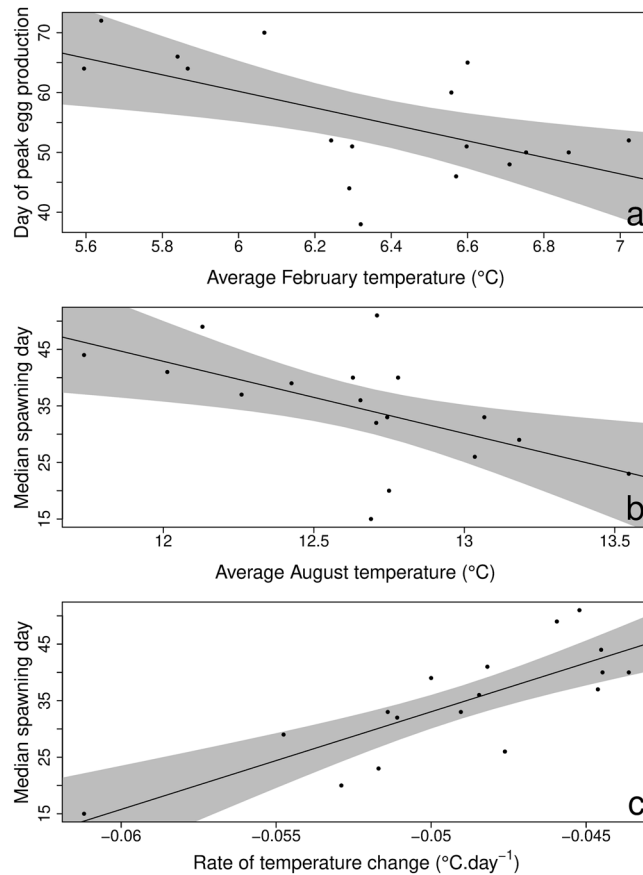 Day of peak egg production
70
60
50
40
5.6 5.8 6 6.2 6.4 6.6 6.8 7
a
Average February temperature (°C)
Median spawning day
45
35
25
15
12 12.5 13 13.5
b
Average August temperature (°C)
Median spawning day
45
35
25
15
−0.06 −0.055 −0.05 −0.045
c
Rate of temperature change (°C.day⁻¹)